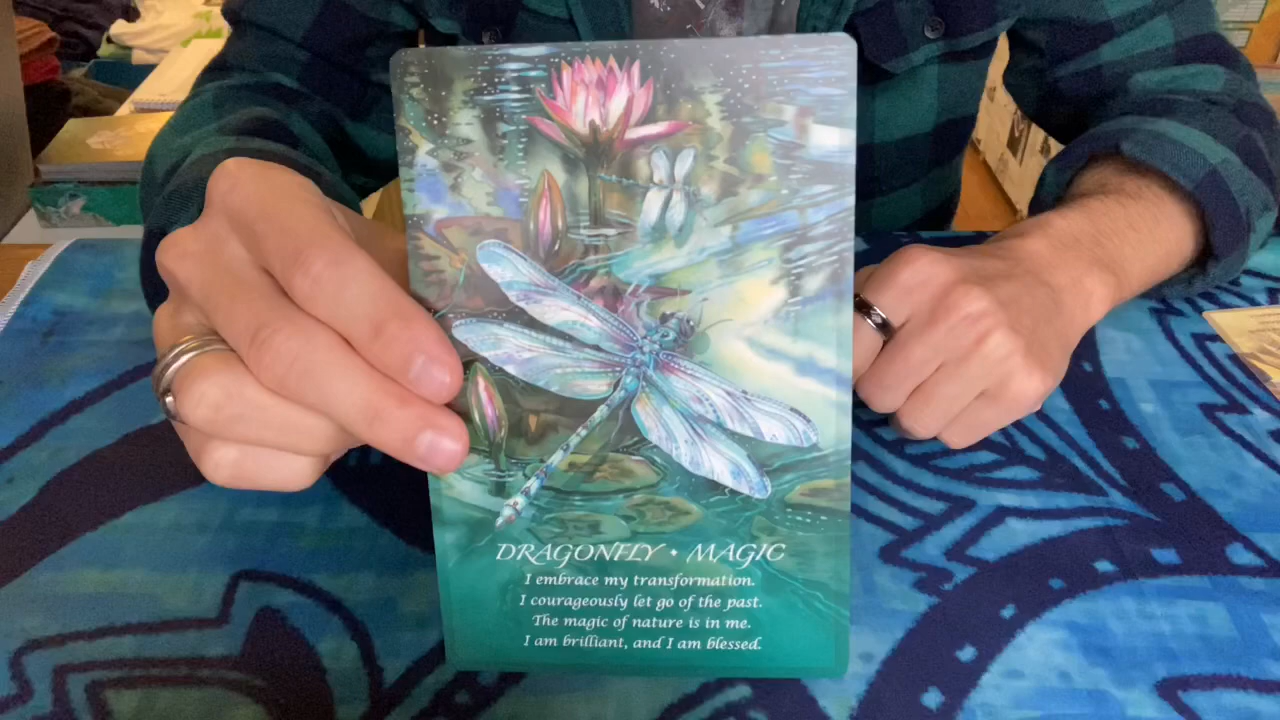 DRAGONFLY • MAGIC
I embrace my transformation.
I courageously let go of the past.
The magic of nature is in me.
I am brilliant, and I am blessed.